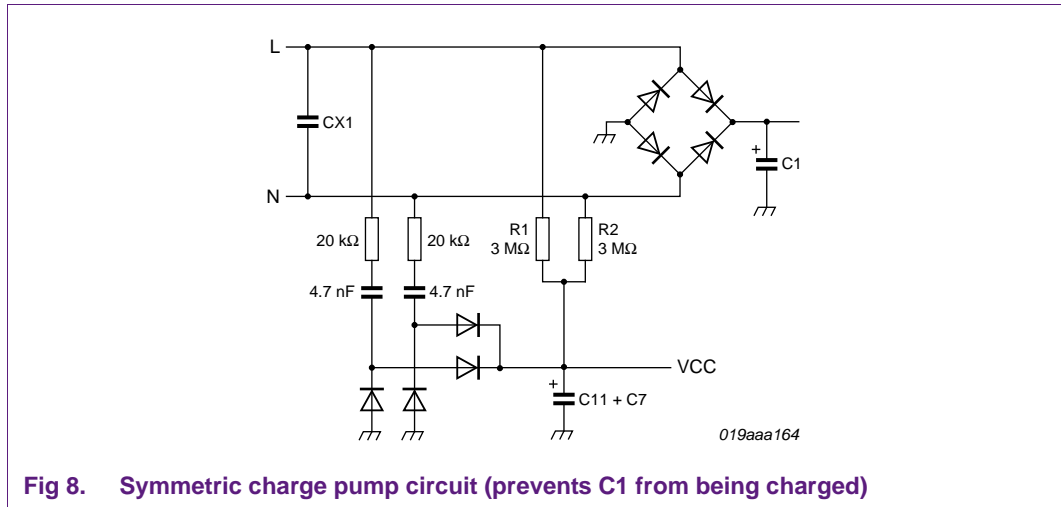 L
CX1
+
C1
N
20 kΩ
20 kΩ
R1
3 MΩ
R2
3 MΩ
4.7 nF
4.7 nF
VCC
+
C11 + C7
019aaa164
Fig 8. Symmetric charge pump circuit (prevents C1 from being charged)